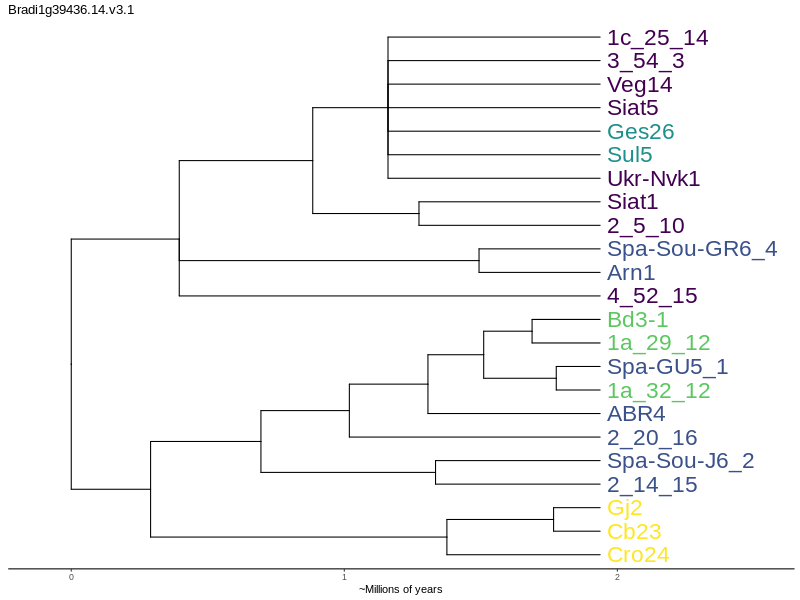 Bradi1g39436.14.v3.1
1c_25_14
3_54_3
Veg14
Siat5
Ges26
Sul5
Ukr-Nvk1
Siat1
2_5_10
Spa-Sou-GR6_4
Arn1
4_52_15
Bd3-1
1a_29_12
Spa-GU5_1
1a_32_12
ABR4
2_20_16
Spa-Sou-J6_2
2_14_15
Gj2
Cb23
Cro24
0 1 2
~Millions of years